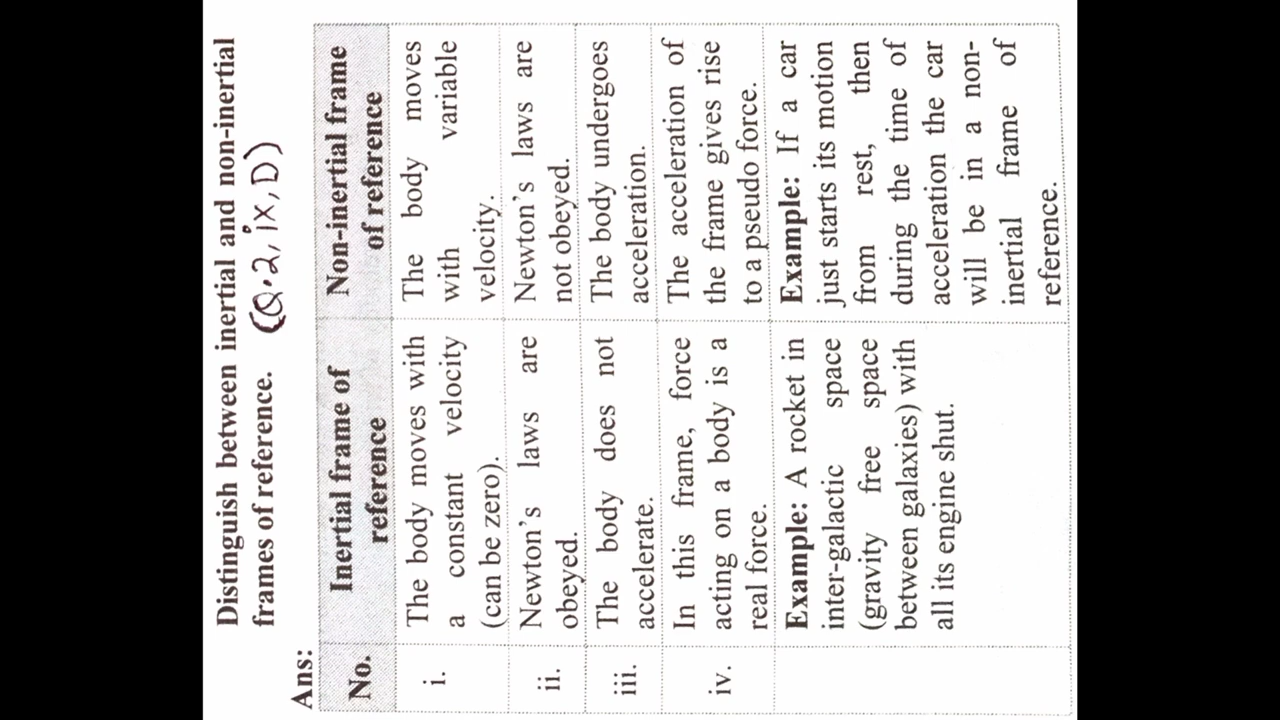 Distinguish between inertial and non-inertial
frames of reference. (Q.2, ix, D)
Ans:
No.
Inertial frame of
reference
Non-inertial frame
of reference
i.
The body moves with
a constant velocity
(can be zero).
The body moves
with variable
velocity.
ii.
Newton's laws are
obeyed.
Newton's laws are
not obeyed.
iii.
The body does not
accelerate.
The body undergoes
acceleration.
iv.
In this frame, force
acting on a body is a
real force.
The acceleration of
the frame gives rise
to a pseudo force.
Example: A rocket in
inter-galactic space
(gravity free space
between galaxies) with
all its engine shut.
Example: If a car
just starts its motion
from rest, then
during the time of
acceleration the car
will be in a non-
inertial frame of
reference.